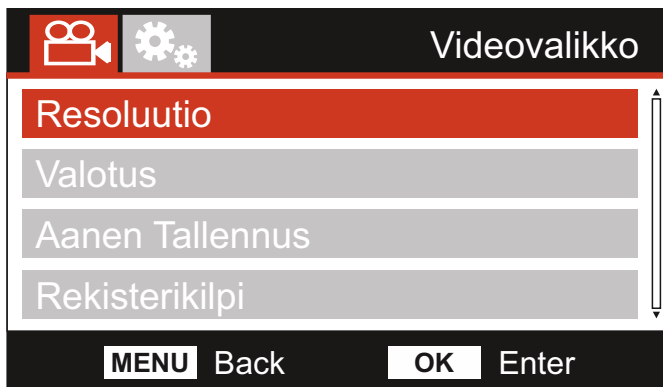 Videovalikko
Resoluutio
Valotus
Aanen Tallennus
Rekisterikilpi
MENU Back OK Enter